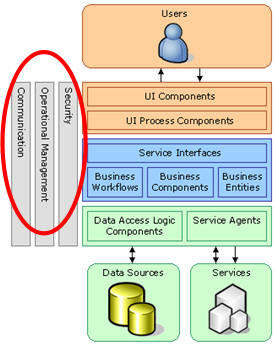 Users
Communication
Operational Management
Security
UI Components
UI Process Components
Service Interfaces
Business
Workflows
Business
Components
Business
Entities
Data Access Logic
Components
Service Agents
Data Sources
Services